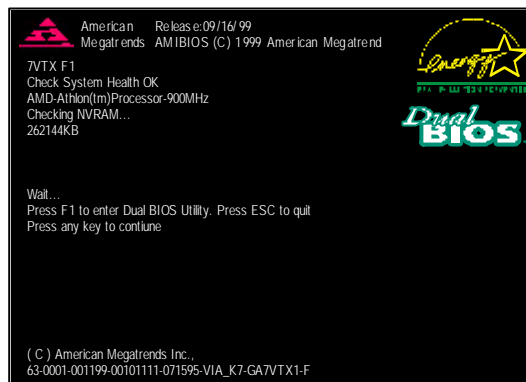 American Release:09/16/99
Megatrends AMIBIOS (C) 1999 American Megatrend
energy
7VTX F1
Check System Health OK
AMD-Athlon(tm)Processor-900MHz
Checking NVRAM...
262144KB
Dual
BIOS
Wait...
Press F1 to enter Dual BIOS Utility. Press ESC to quit
Press any key to contiune
( C ) American Megatrends Inc.,
63-0001-001199-00101111-071595-VIA_K7-GA7VTX1-F